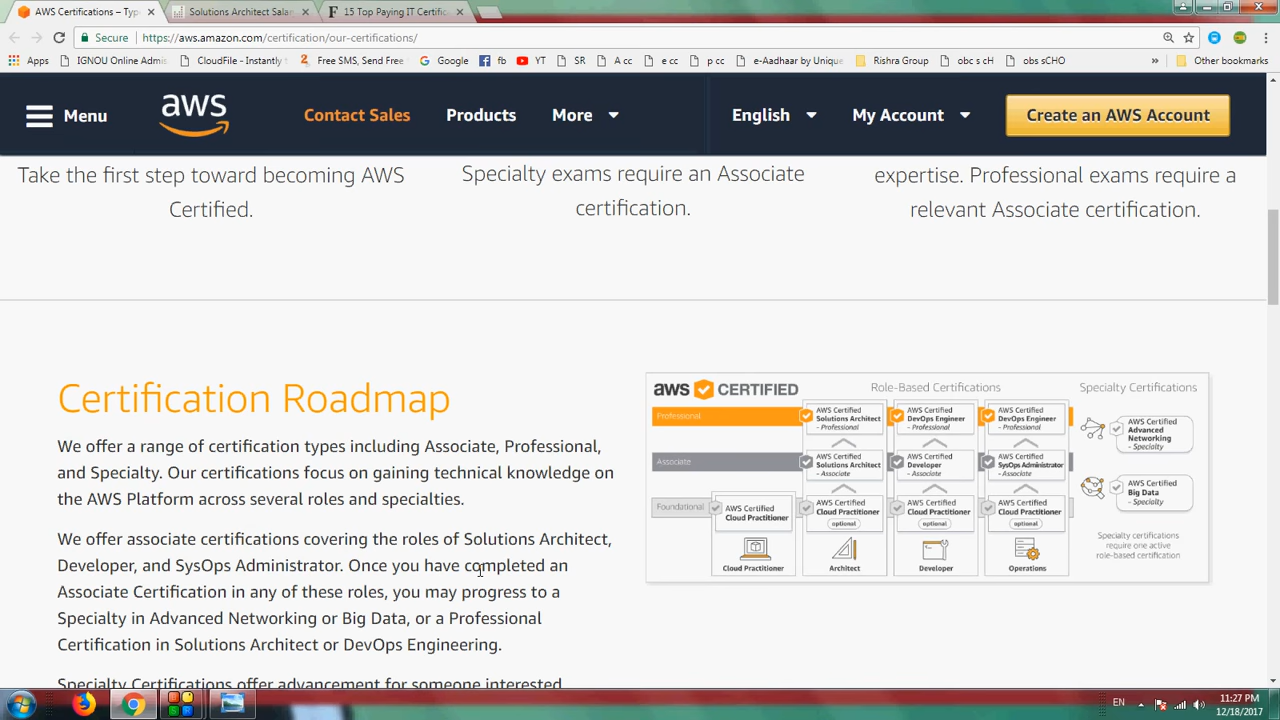 AWS Certifications – Typ
Solutions Architect Salar
15 Top Paying IT Certific
Secure
https://aws.amazon.com/certification/our-certifications/
Apps
IGNOU Online Admis
CloudFile - Instantly
Free SMS, Send Free
Google
fb
YT
SR
A cc
e cc
p cc
e-Aadhaar by Unique
Rishra Group
obc s cH
obs sCHO
»
Other bookmarks
Menu
aws
Contact Sales
Products
More
English
My Account
Create an AWS Account
Take the first step toward becoming AWS
Certified.
Specialty exams require an Associate
certification.
expertise. Professional exams require a
relevant Associate certification.
Certification Roadmap
We offer a range of certification types including Associate, Professional,
and Specialty. Our certifications focus on gaining technical knowledge on
the AWS Platform across several roles and specialties.
We offer associate certifications covering the roles of Solutions Architect,
Developer, and SysOps Administrator. Once you have completed an
Associate Certification in any of these roles, you may progress to a
Specialty in Advanced Networking or Big Data, or a Professional
Certification in Solutions Architect or DevOps Engineering.
Specialty Certifications offer advancement for someone interested
aws CERTIFIED
Role-Based Certifications
Specialty Certifications
Professional
AWS Certified
Solutions Architect
- Professional
AWS Certified
DevOps Engineer
- Professional
AWS Certified
DevOps Engineer
- Professional
Associate
AWS Certified
Solutions Architect
- Associate
AWS Certified
Developer
- Associate
AWS Certified
SysOps Administrator
- Associate
Foundational
AWS Certified
Cloud Practitioner
AWS Certified
Cloud Practitioner
optional
AWS Certified
Cloud Practitioner
optional
AWS Certified
Cloud Practitioner
optional
Cloud Practitioner
Architect
Developer
Operations
AWS Certified
Advanced
Networking
- Specialty
AWS Certified
Big Data
- Specialty
Specialty certifications
require one active
role-based certification
EN
11:27 PM
12/18/2017